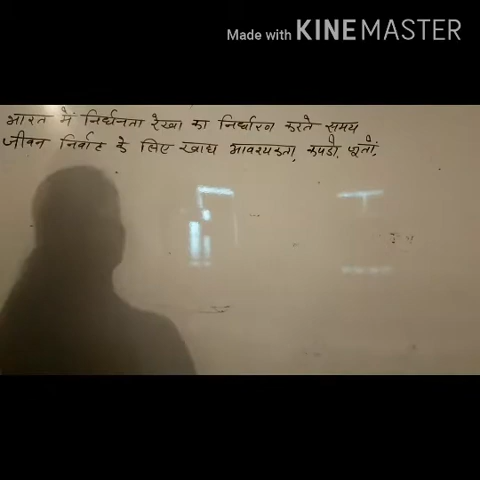 Made with KINEMASTER
भारत में निर्धनता रेखा का निर्धारण करते समय
जीवन निर्वाह के लिए खाद्य आवश्यकता, कपडो, जूतों,